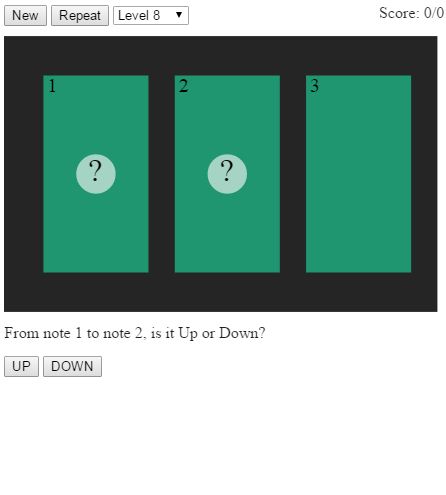 New Repeat Level 8 Score: 0/0
1 2 3
? ?
From note 1 to note 2, is it Up or Down?
UP DOWN